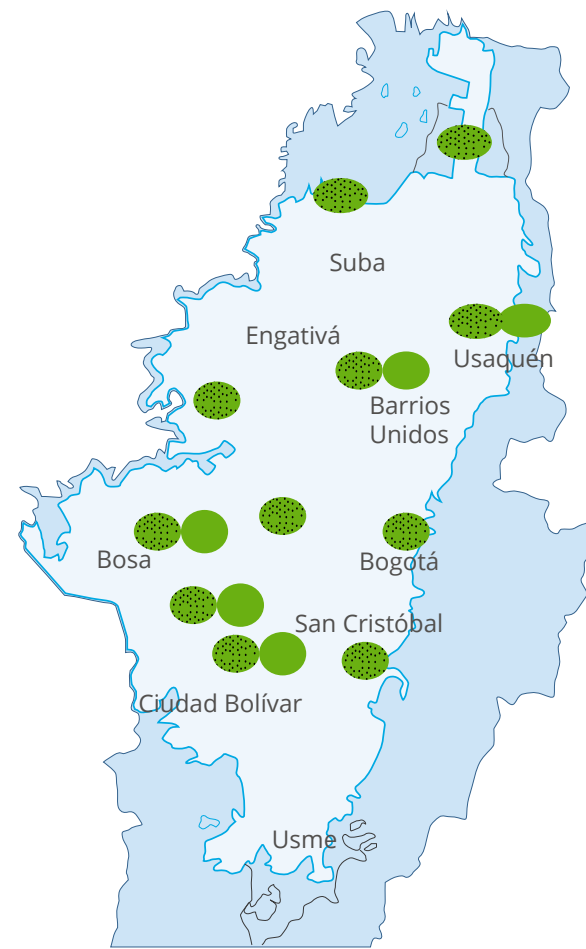 Suba
Engativá
Usaquén
Barrios
Unidos
Bosa
Bogotá
San Cristóbal
Ciudad Bolívar
Usme